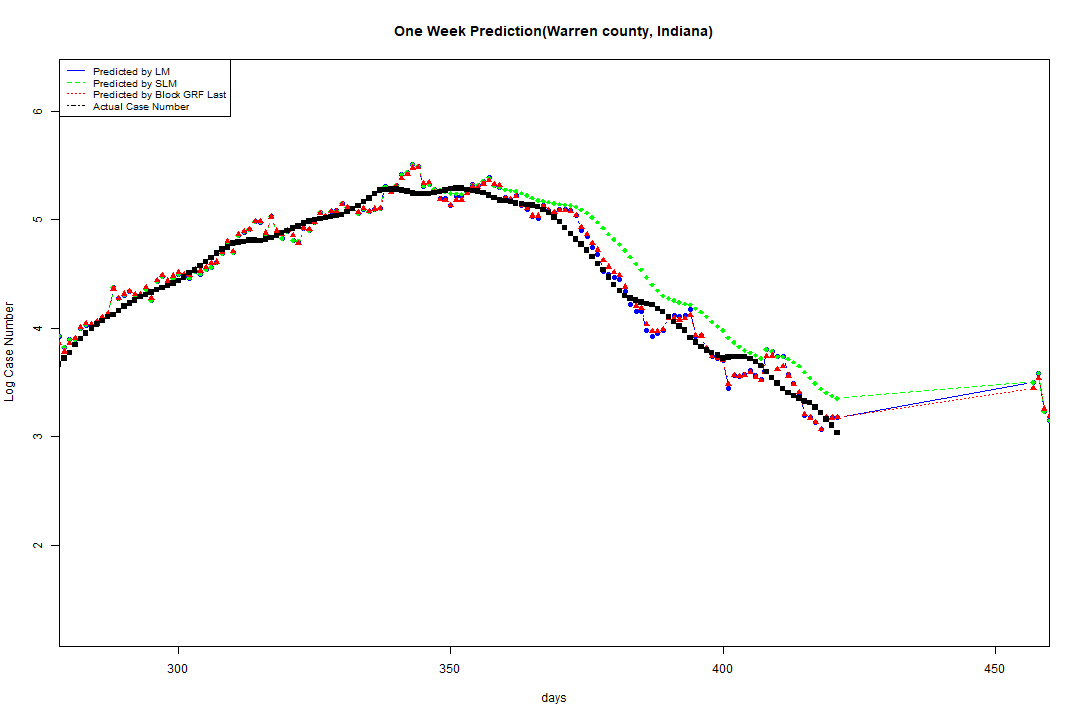 One Week Prediction(Warren county, Indiana)
Predicted by LM
Predicted by SLM
Predicted by Block GRF Last
Actual Case Number
6
5
4
3
2
Log Case Number
300 350 400 450
days